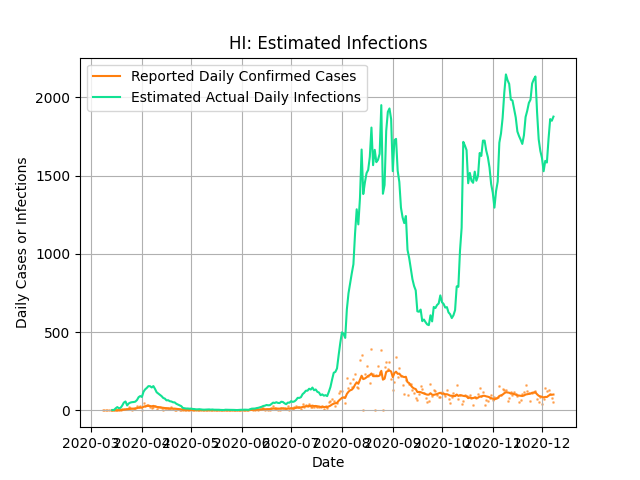 HI: Estimated Infections
Reported Daily Confirmed Cases
Estimated Actual Daily Infections
Daily Cases or Infections
2000
1500
1000
500
0
2020-03 2020-04 2020-05 2020-06 2020-07 2020-08 2020-09 2020-10 2020-11 2020-12
Date